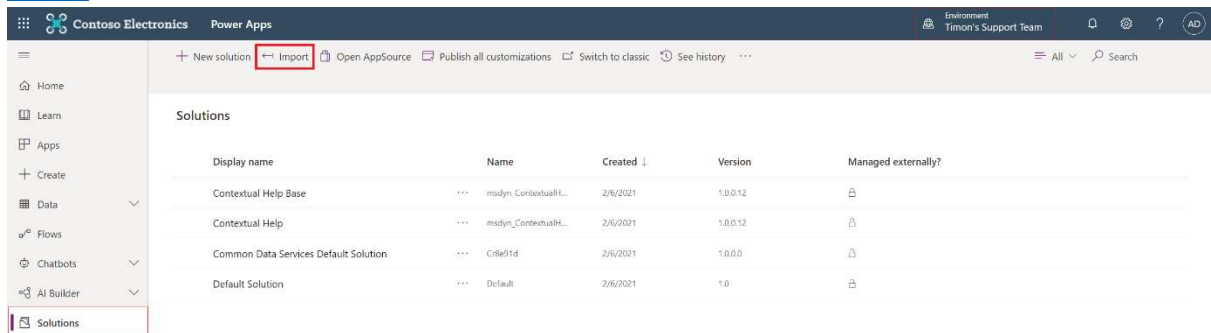 Contoso Electronics Power Apps Environment
Timon's Support Team ? AD
+ New solution Import Open AppSource Publish all customizations Switch to classic See history ... All Search
Home
Learn
Apps
Create
Data
Flows
Chatbots
AI Builder
Solutions
Solutions
Display name Name Created ↓ Version Managed externally?
Contextual Help Base ... msdyn_ContextualH... 2/6/2021 1.0.0.12
Contextual Help ... msdyn_ContextualH... 2/6/2021 1.0.0.12
Common Data Services Default Solution ... Cr8e91d 2/6/2021 1.0.0.0
Default Solution ... Default 2/6/2021 1.0